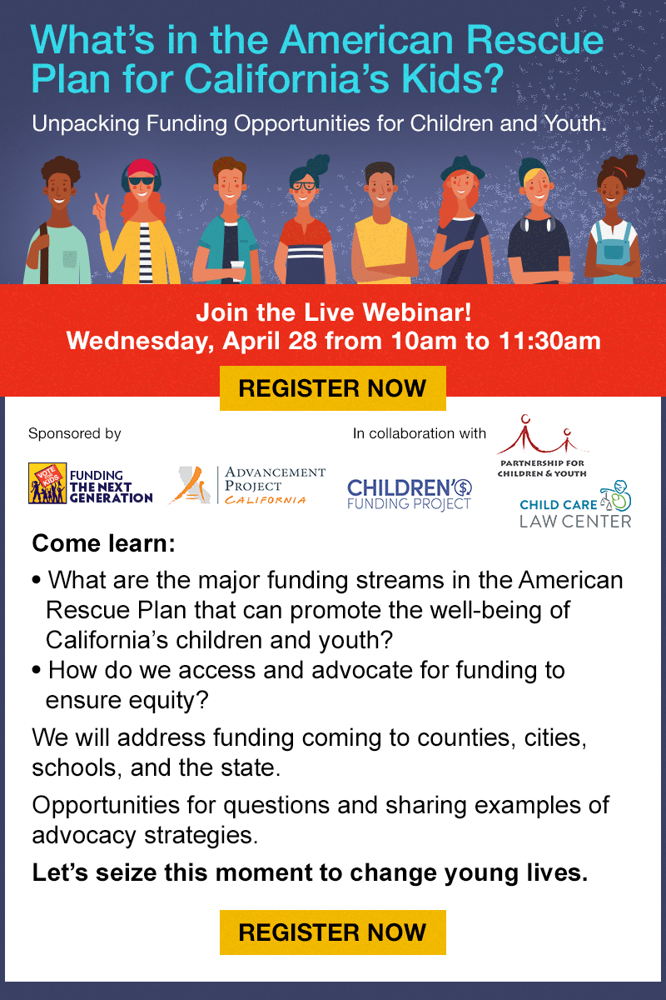 What's in the American Rescue
Plan for California's Kids?
Unpacking Funding Opportunities for Children and Youth.
Join the Live Webinar!
Wednesday, April 28 from 10am to 11:30am
REGISTER NOW
Sponsored by
VOTE
for
KIDS
FUNDING
THE NEXT
GENERATION
ADVANCEMENT
PROJECT
CALIFORNIA
In collaboration with
PARTNERSHIP FOR
CHILDREN & YOUTH
CHILDREN'$
FUNDING PROJECT
CHILD CARE
LAW CENTER
Come learn:
• What are the major funding streams in the American
Rescue Plan that can promote the well-being of
California's children and youth?
• How do we access and advocate for funding to
ensure equity?
We will address funding coming to counties, cities,
schools, and the state.
Opportunities for questions and sharing examples of
advocacy strategies.
Let's seize this moment to change young lives.
REGISTER NOW